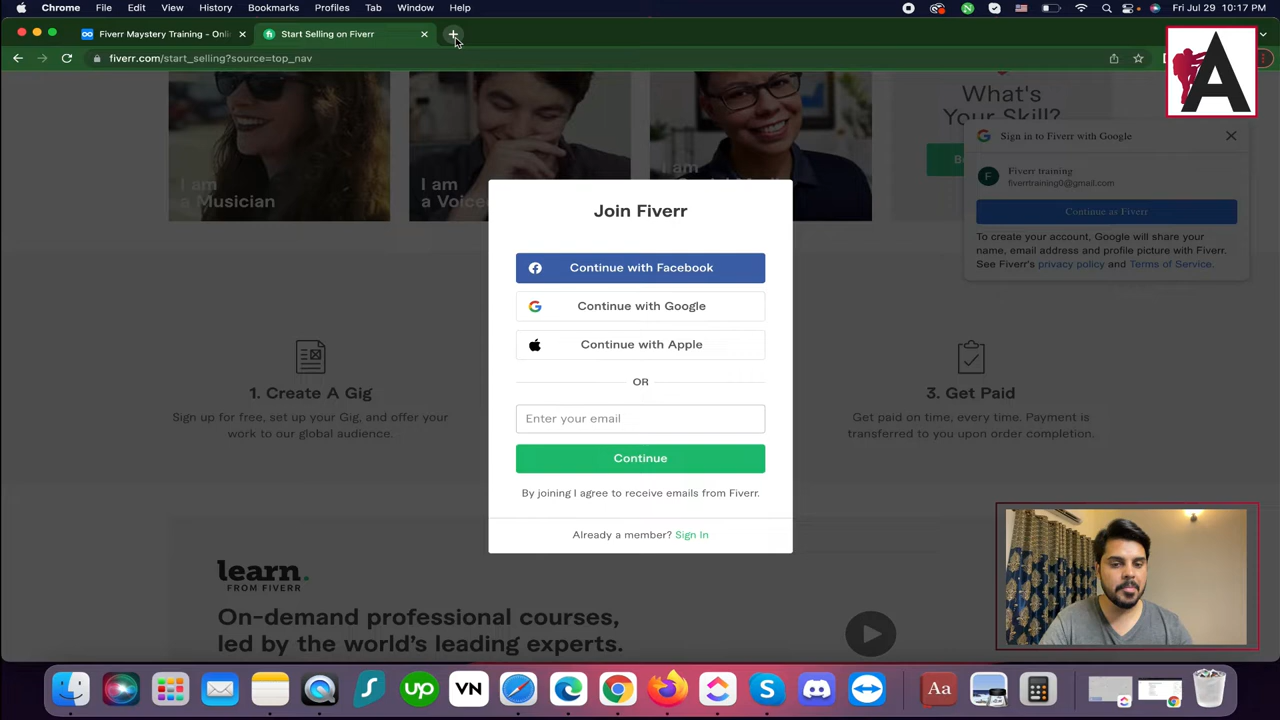 Chrome File Edit View History Bookmarks Profiles Tab Window Help
Fri Jul 29 10:17 PM
Fiverr Maystery Training - Onli
Start Selling on Fiverr
fiverr.com/start_selling?source=top_nav
A
I am
a Musician
I am
a Voice
I am
What's
Your Skill?
Sign in to Fiverr with Google
Fiverr training
fiverrtraining0@gmail.com
Continue as Fiverr
To create your account, Google will share your
name, email address and profile picture with Fiverr.
See Fiverr's privacy policy and Terms of Service.
Join Fiverr
Continue with Facebook
Continue with Google
Continue with Apple
OR
Enter your email
Continue
By joining I agree to receive emails from Fiverr.
Already a member? Sign In
1. Create A Gig
Sign up for free, set up your Gig, and offer your
work to our global audience.
3. Get Paid
Get paid on time, every time. Payment is
transferred to you upon order completion.
learn.
FROM FIVERR
On-demand professional courses,
led by the world's leading experts.
up
VN
Aa